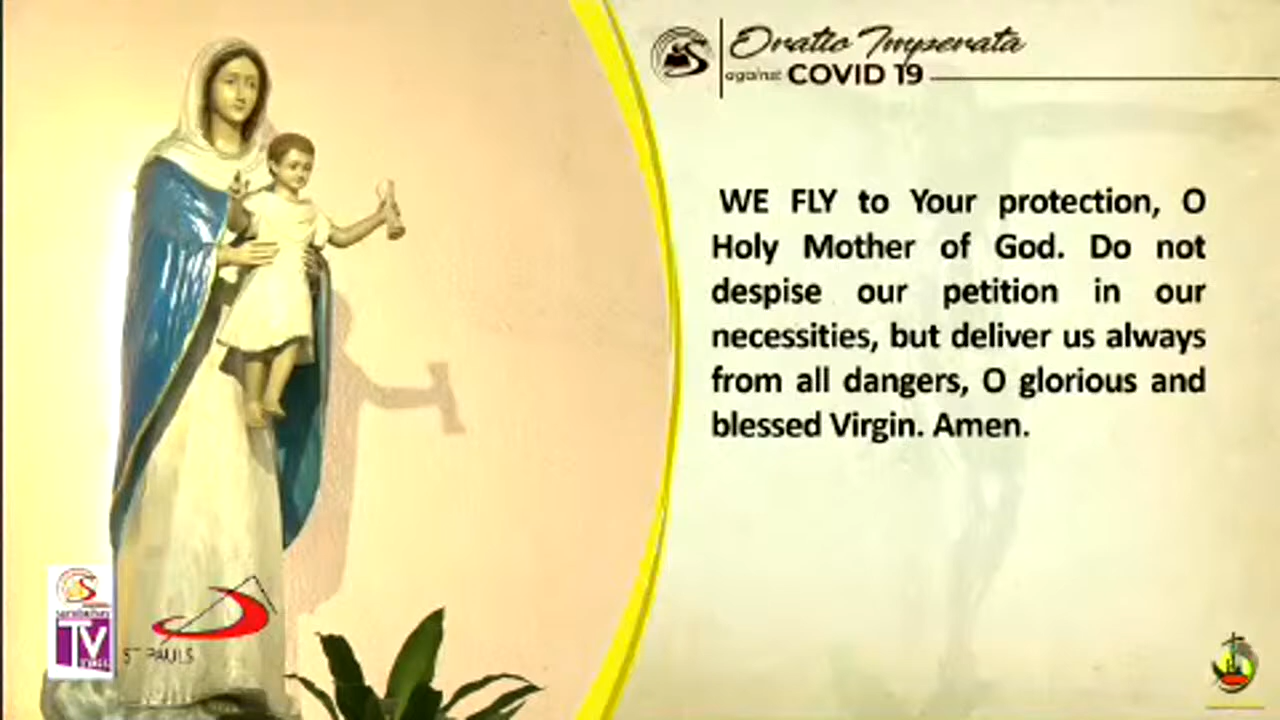 Oratio Imperata
against COVID 19
WE FLY to Your protection, O
Holy Mother of God. Do not
despise our petition in our
necessities, but deliver us always
from all dangers, O glorious and
blessed Virgin. Amen.
TV
ST PAULS